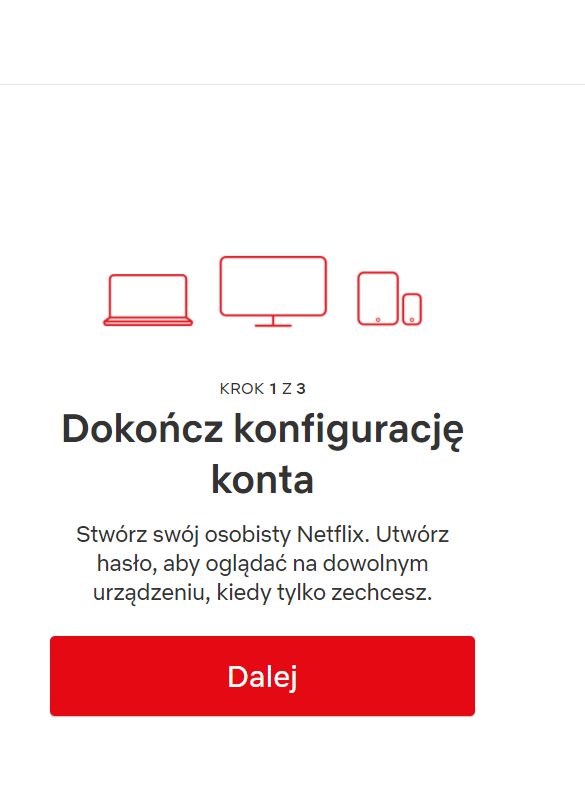 KROK 1 Z 3
Dokończ konfigurację
konta
Stwórz swój osobisty Netflix. Utwórz
hasło, aby oglądać na dowolnym
urządzeniu, kiedy tylko zechcesz.
Dalej